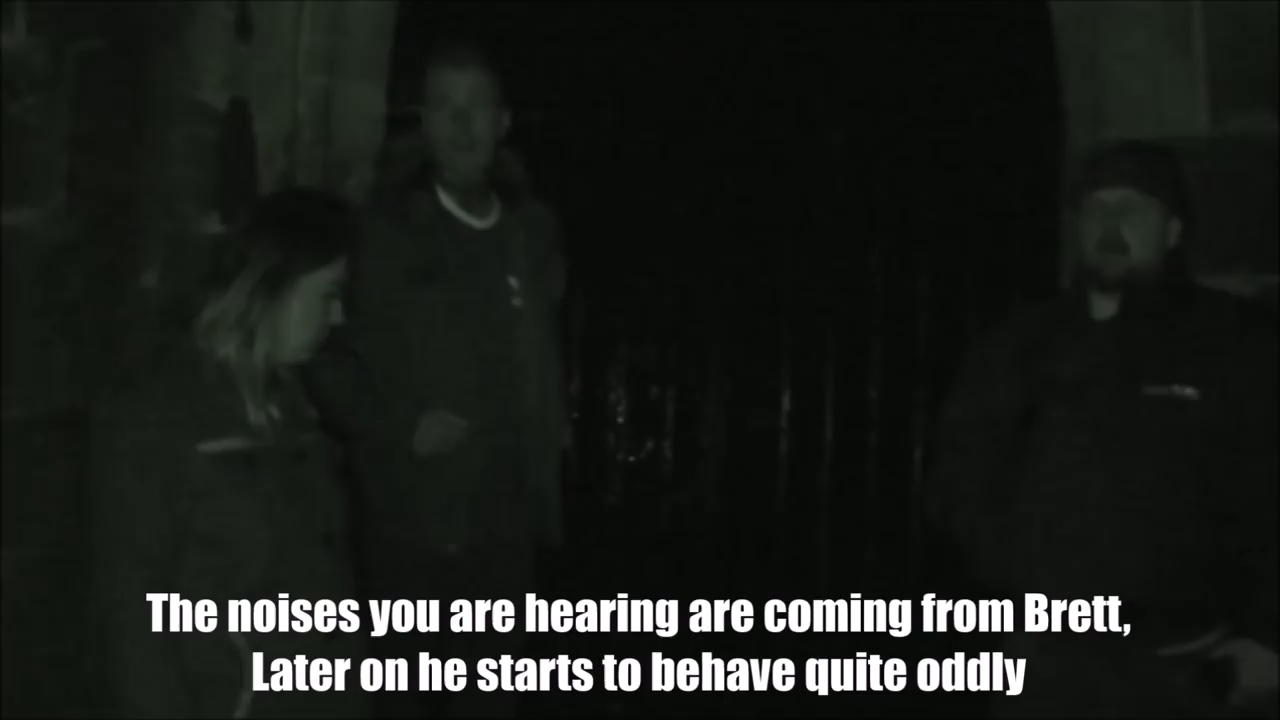 The noises you are hearing are coming from Brett,
Later on he starts to behave quite oddly